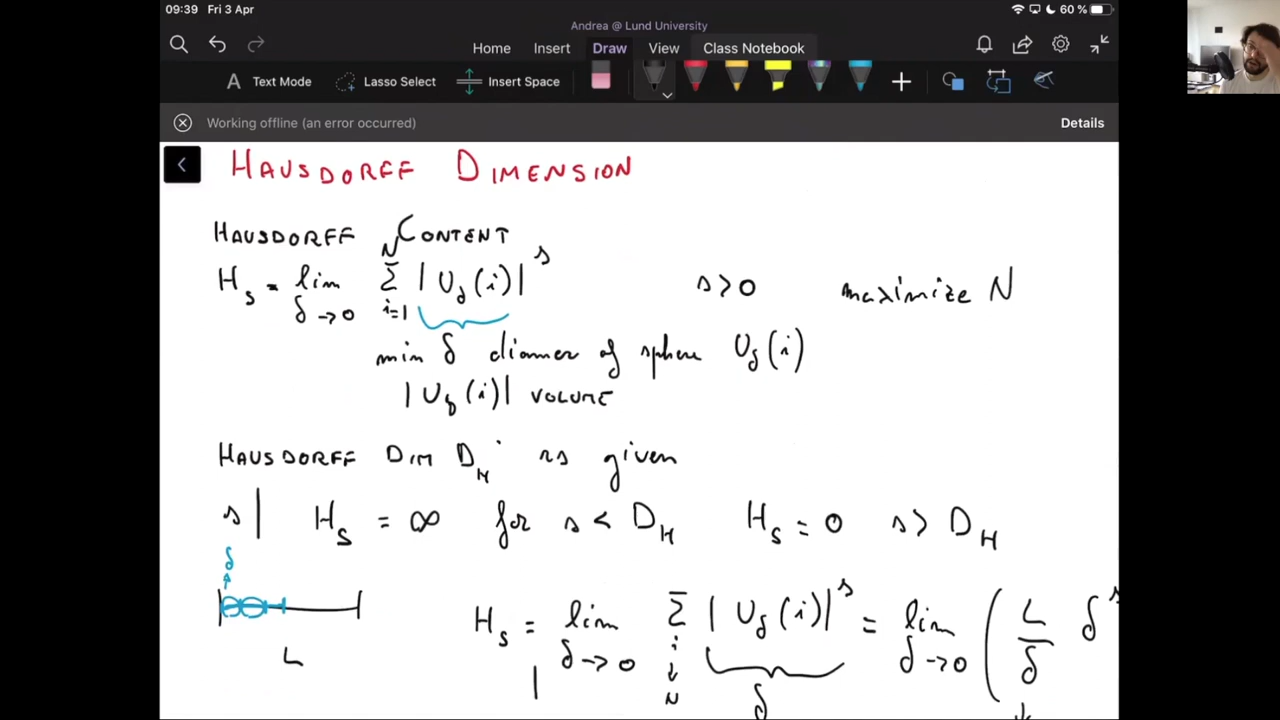 09:39 Fri 3 Apr
60 %
Andrea @ Lund University
Home Insert Draw View Class Notebook
Text Mode Lasso Select Insert Space
Working offline (an error occurred) Details
HAUSDORFF DIMENSION
HAUSDORFF CONTENT
H_s = lim_{δ→0} Σ_{i=1}^{N} |U_δ(i)|^s s>0 maximize N
min δ diamer of sphere U_δ(i)
|U_δ(i)| VOLUME
HAUSDORFF DIM D_H is given
s | H_s = ∞ for s < D_H H_s = 0 s > D_H
δ
H_s = lim_{δ→0} Σ_i^N |U_δ(i)|^s = lim_{δ→0} ( L/δ δ^s
L
δ